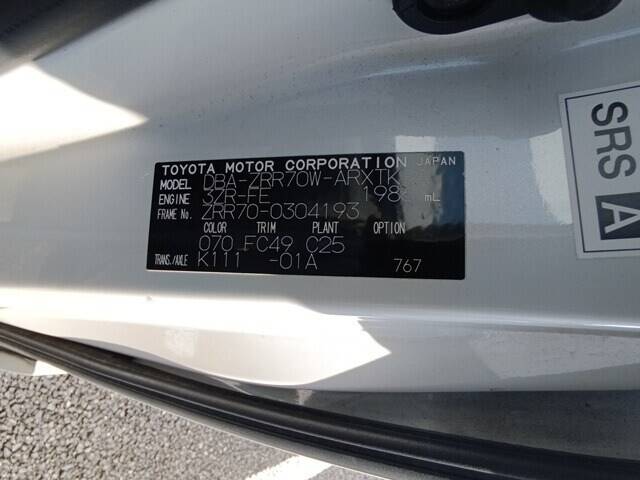 TOYOTA MOTOR CORPORATION JAPAN
MODEL DBA-ZRR70W-ARXTK
ENGINE 3ZR-FE 198 mL
FRAME No. ZRR70-0304193
COLOR TRIM PLANT OPTION
070 FC49 C25
TRANS./AXLE K111 -01A 767
SRS A